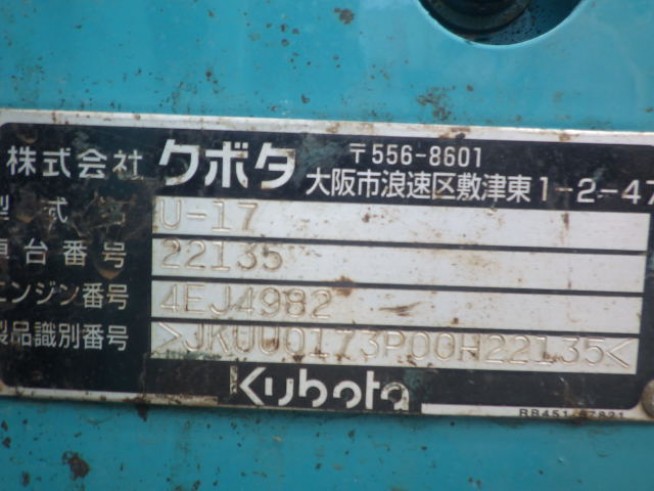 株式会社 クボタ 〒556-8601
大阪市浪速区敷津東1-2-47
型式 U-17
車台番号 22135
エンジン番号 4EJ4982
製品識別番号 >JKUU0173P00H22135<
Kubota